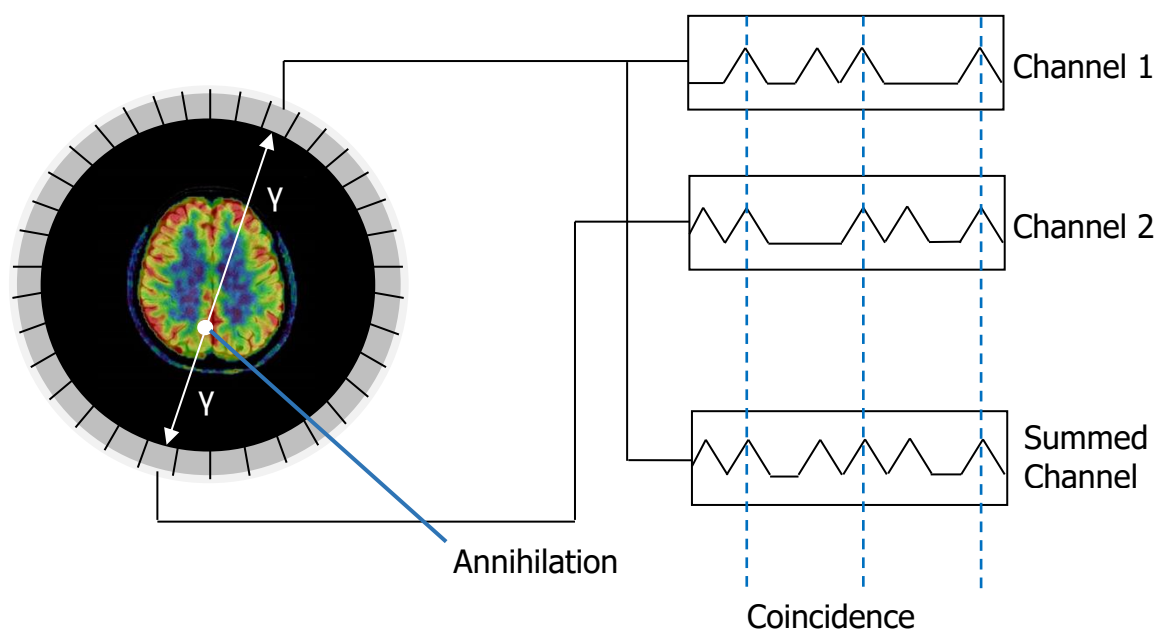 Channel 1
γ
Channel 2
γ
Summed
Channel
Annihilation
Coincidence